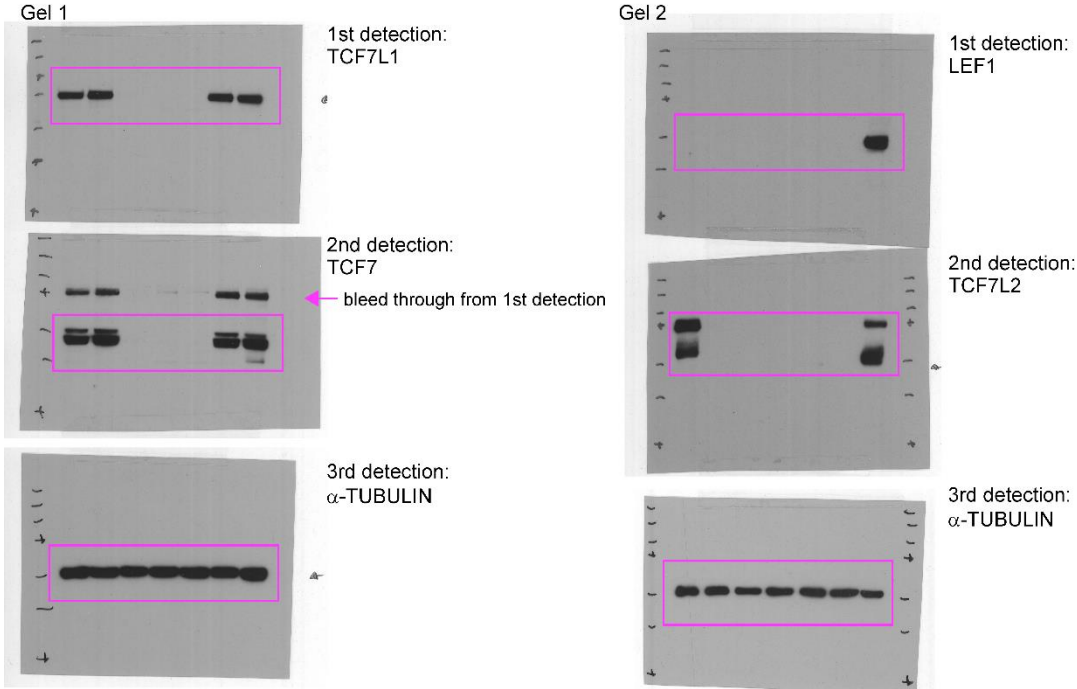 Gel 1
1st detection:
TCF7L1
2nd detection:
TCF7
bleed through from 1st detection
3rd detection:
α-TUBULIN
Gel 2
1st detection:
LEF1
2nd detection:
TCF7L2
3rd detection:
α-TUBULIN